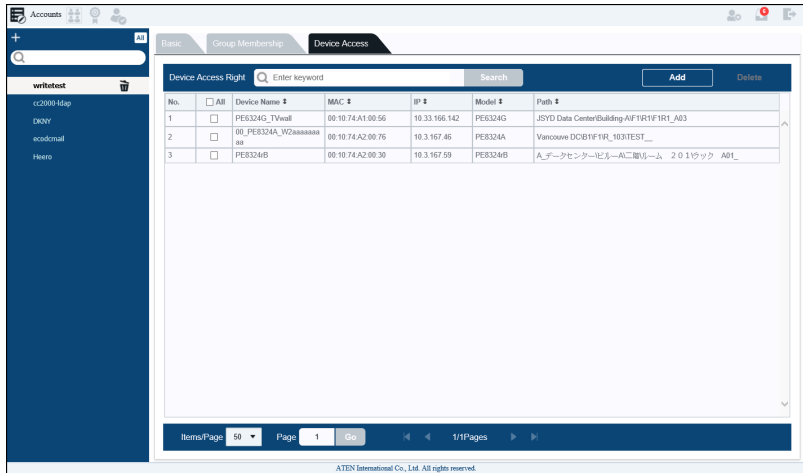 Accounts
6
+ All
Basic Group Membership Device Access
Device Access Right Enter keyword Search Add Delete
writetest
cc2000-ldap
DKNY
ecodcmail
Heero
No. All Device Name MAC IP Model Path
1 PE6324G_TVwall 00:10:74:A1:00:56 10.33.166.142 PE6324G JSYD Data Center\Building-A\F1\R1\F1R1_A03
2 00_PE8324A_W2aaaaaaa
aa 00:10:74:A2:00:76 10.3.167.46 PE8324A Vancouve DC\B1\F1\R_103\TEST__
3 PE8324rB 00:10:74:A2:00:30 10.3.167.59 PE8324rB A_データセンター\ビルーA\二階\ルーム 201\ラック A01_
Items/Page 50 Page 1 Go 1/1Pages
ATEN International Co., Ltd. All rights reserved.